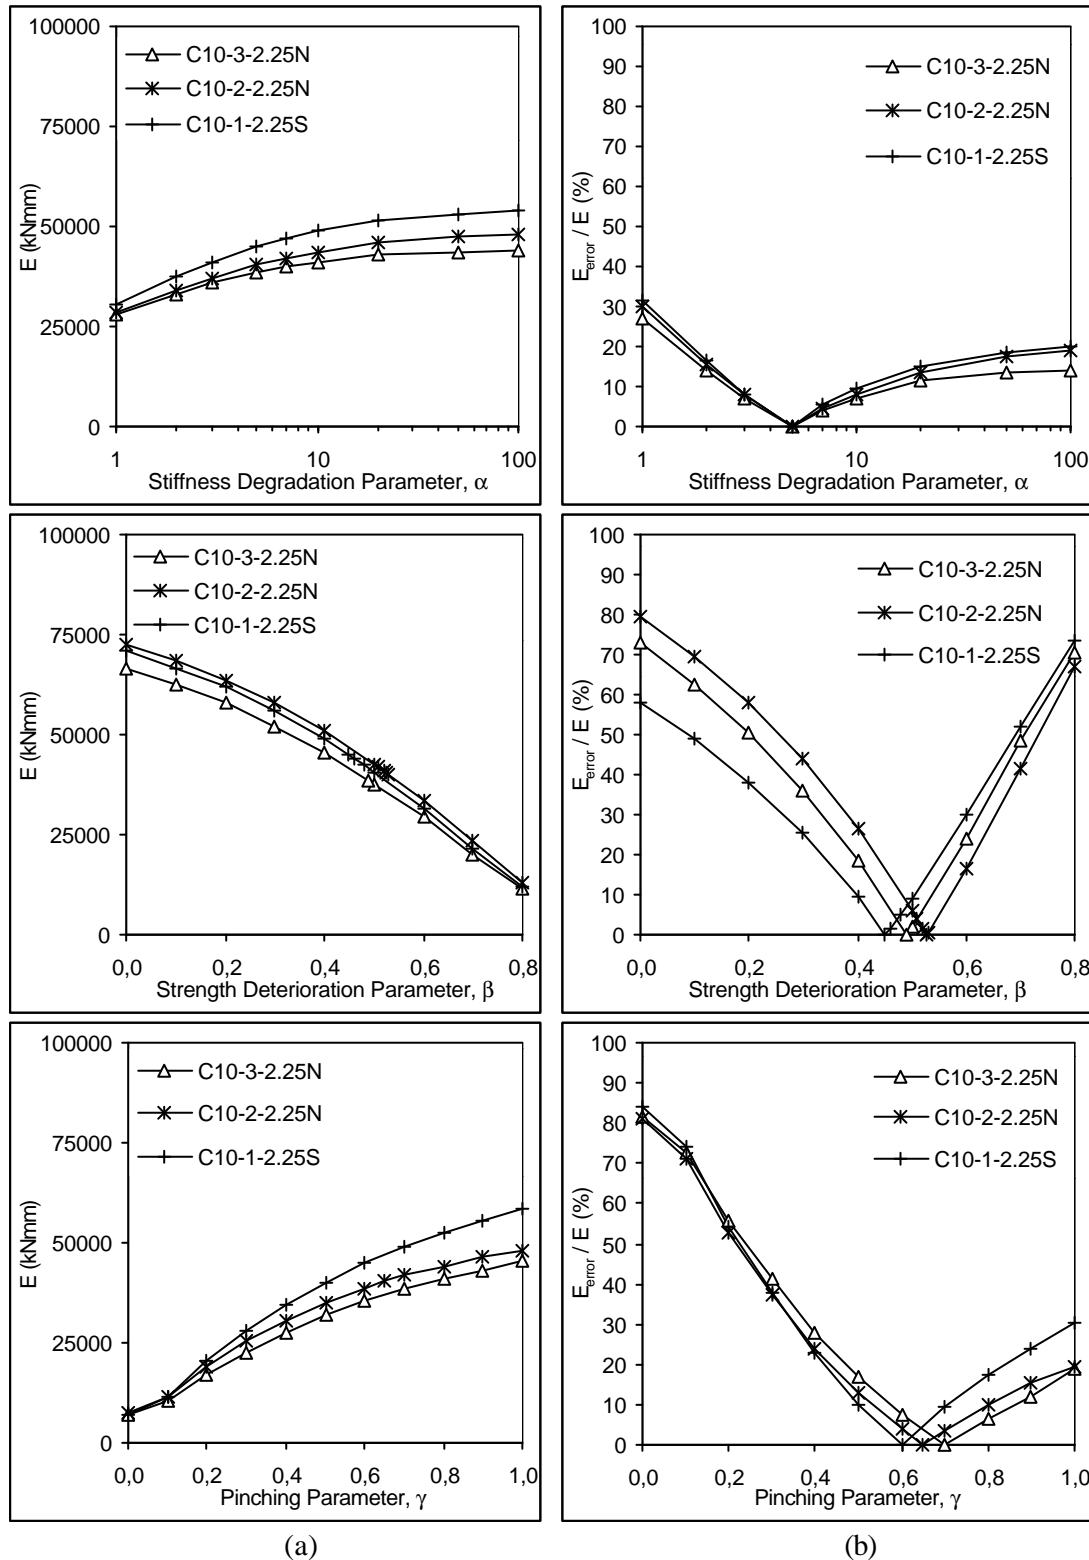 100000
75000
50000
25000
0
E (kNmm)
C10-3-2.25N
C10-2-2.25N
C10-1-2.25S
1 10 100
Stiffness Degradation Parameter, α
100
90
80
70
60
50
40
30
20
10
0
E_error / E (%)
C10-3-2.25N
C10-2-2.25N
C10-1-2.25S
1 10 100
Stiffness Degradation Parameter, α
100000
75000
50000
25000
0
E (kNmm)
C10-3-2.25N
C10-2-2.25N
C10-1-2.25S
0,0 0,2 0,4 0,6 0,8
Strength Deterioration Parameter, β
100
90
80
70
60
50
40
30
20
10
0
E_error / E (%)
C10-3-2.25N
C10-2-2.25N
C10-1-2.25S
0,0 0,2 0,4 0,6 0,8
Strength Deterioration Parameter, β
100000
75000
50000
25000
0
E (kNmm)
C10-3-2.25N
C10-2-2.25N
C10-1-2.25S
0,0 0,2 0,4 0,6 0,8 1,0
Pinching Parameter, γ
100
90
80
70
60
50
40
30
20
10
0
E_error / E (%)
C10-3-2.25N
C10-2-2.25N
C10-1-2.25S
0,0 0,2 0,4 0,6 0,8 1,0
Pinching Parameter, γ
(a)
(b)